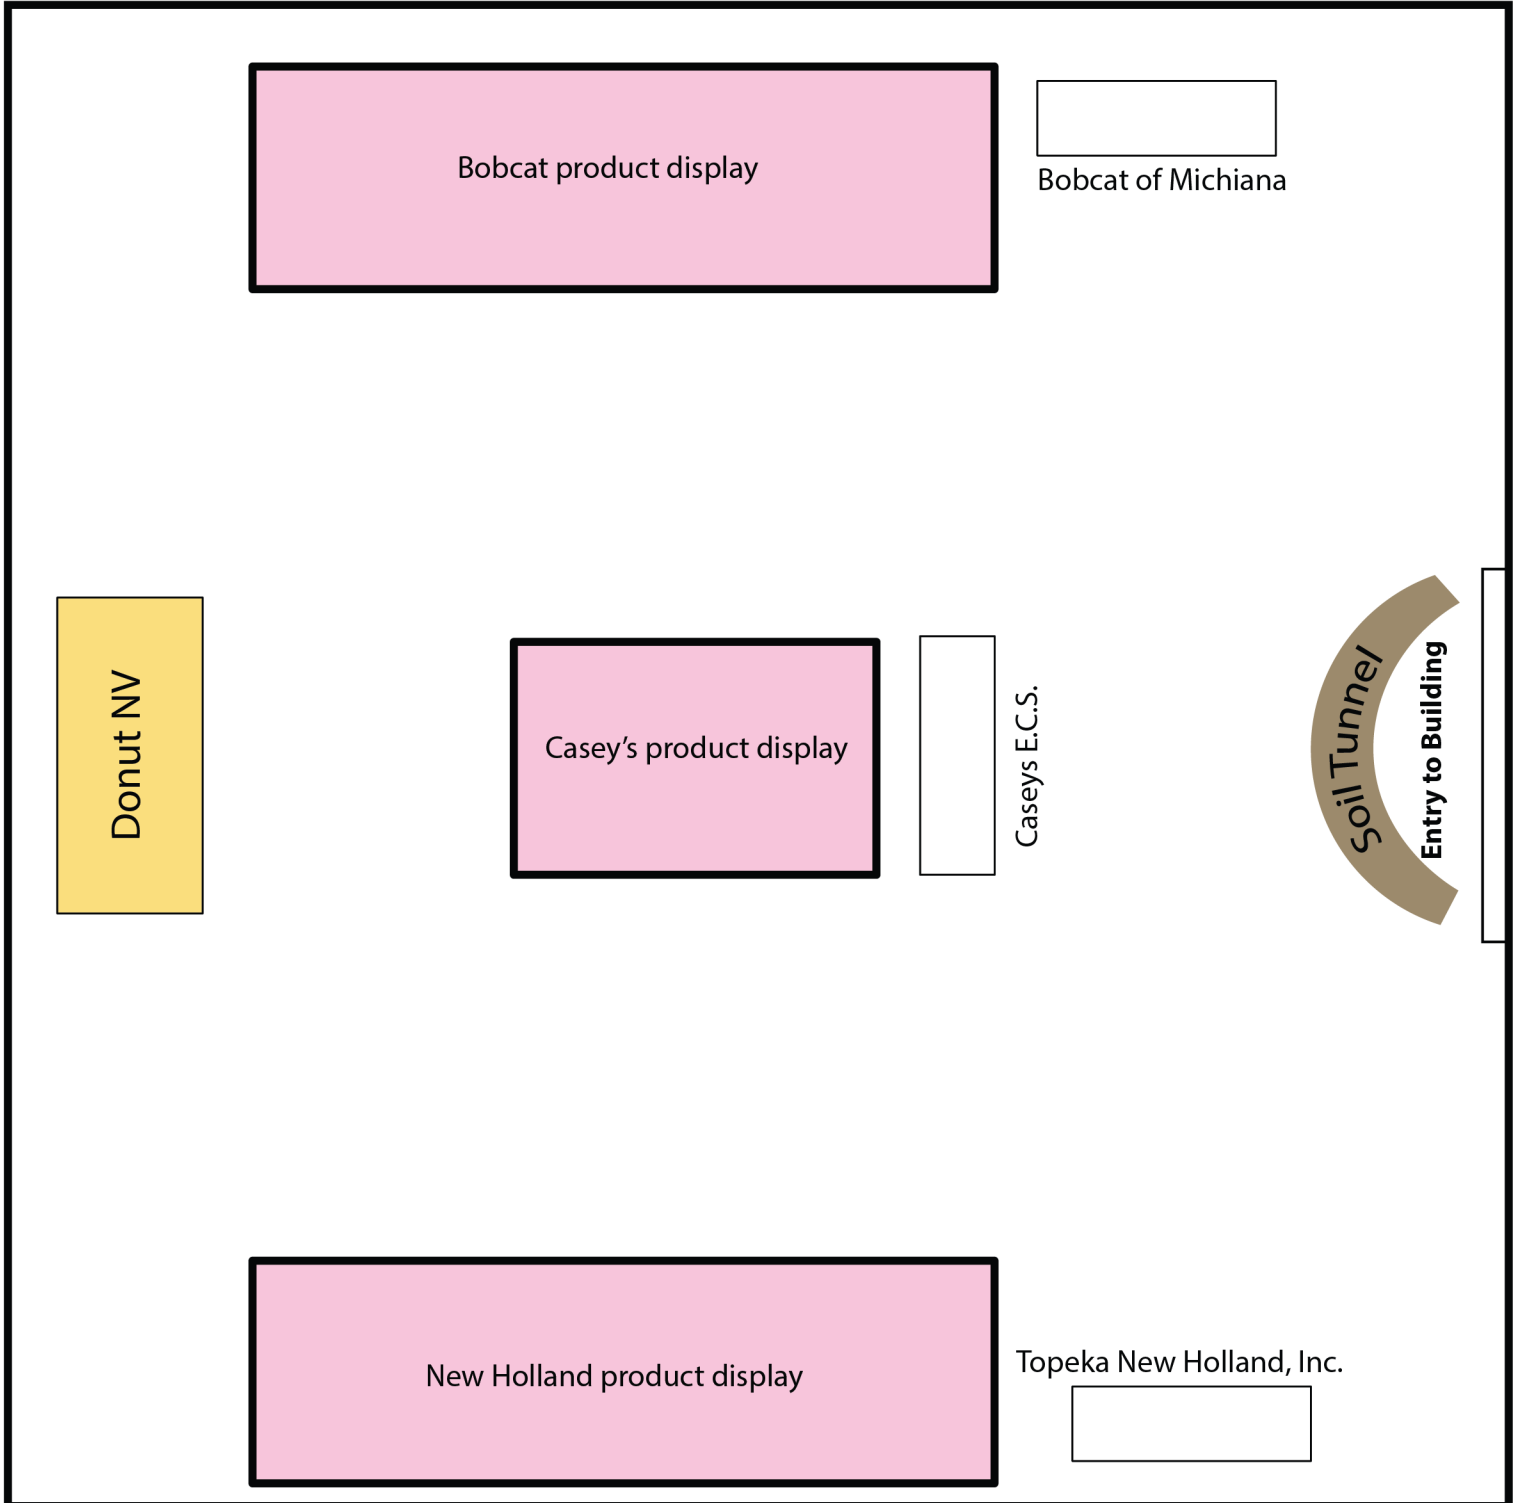 Bobcat product display
Bobcat of Michiana
Donut NV
Casey’s product display
Caseys E.C.S.
Soil Tunnel
Entry to Building
New Holland product display
Topeka New Holland, Inc.